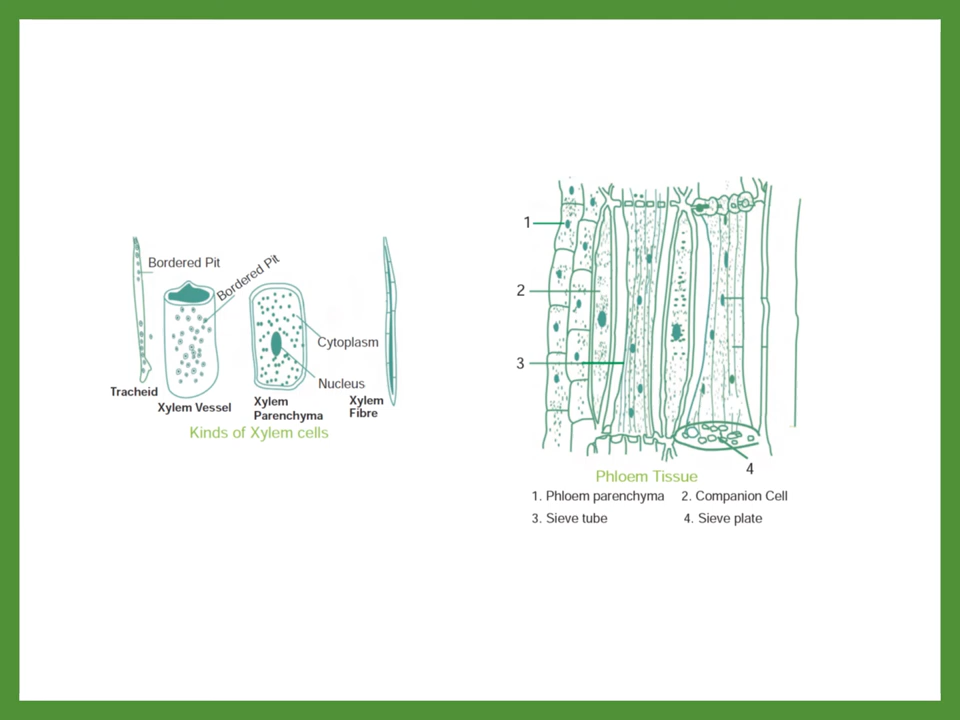 Bordered Pit
Bordered Pit
Cytoplasm
Nucleus
Tracheid
Xylem Vessel
Xylem
Parenchyma
Xylem
Fibre
Kinds of Xylem cells
1
2
3
4
Phloem Tissue
1. Phloem parenchyma 2. Companion Cell
3. Sieve tube 4. Sieve plate